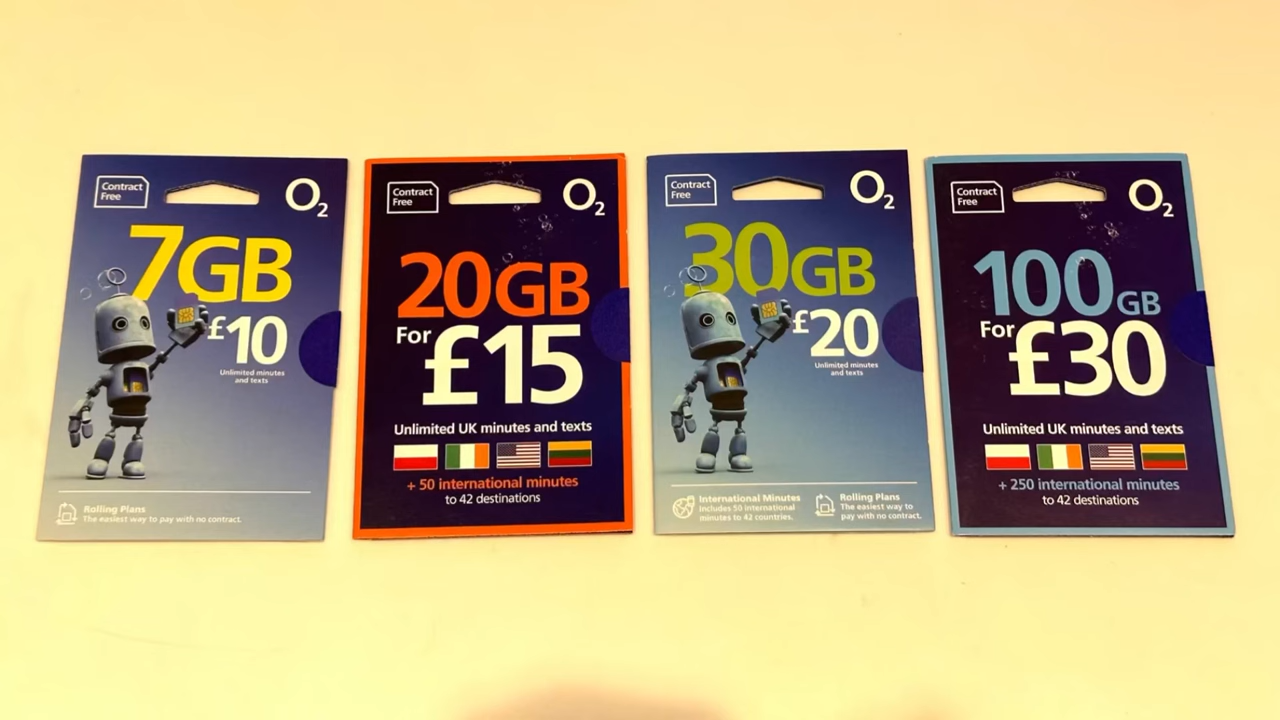 Contract
Free
O2
7GB
£10
Unlimited minutes
and texts
Rolling Plans
The easiest way to pay with no contract.
Contract
Free
O2
20GB
For £15
Unlimited UK minutes and texts
+ 50 international minutes
to 42 destinations
Contract
Free
O2
30GB
£20
Unlimited minutes
and texts
International Minutes
Includes 50 international
minutes to 42 countries.
Rolling Plans
The easiest way to
pay with no contract.
Contract
Free
O2
100GB
For £30
Unlimited UK minutes and texts
+ 250 international minutes
to 42 destinations